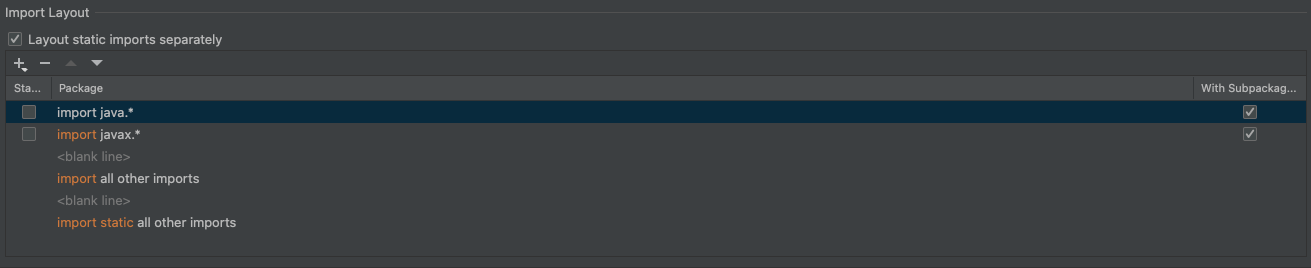 Import Layout
Layout static imports separately
Sta... Package With Subpackag...
import java.*
import javax.*
<blank line>
import all other imports
<blank line>
import static all other imports